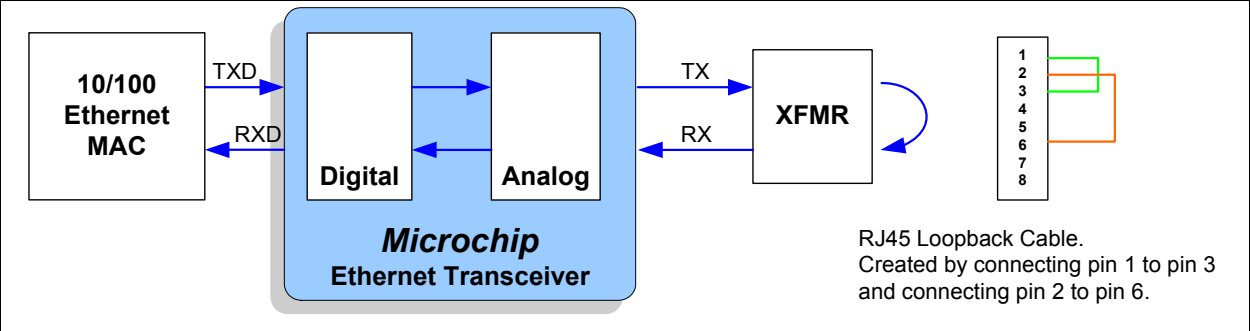 10/100
Ethernet
MAC
TXD
RXD
Digital
Analog
Microchip
Ethernet Transceiver
TX
RX
XFMR
1
2
3
4
5
6
7
8
RJ45 Loopback Cable.
Created by connecting pin 1 to pin 3
and connecting pin 2 to pin 6.